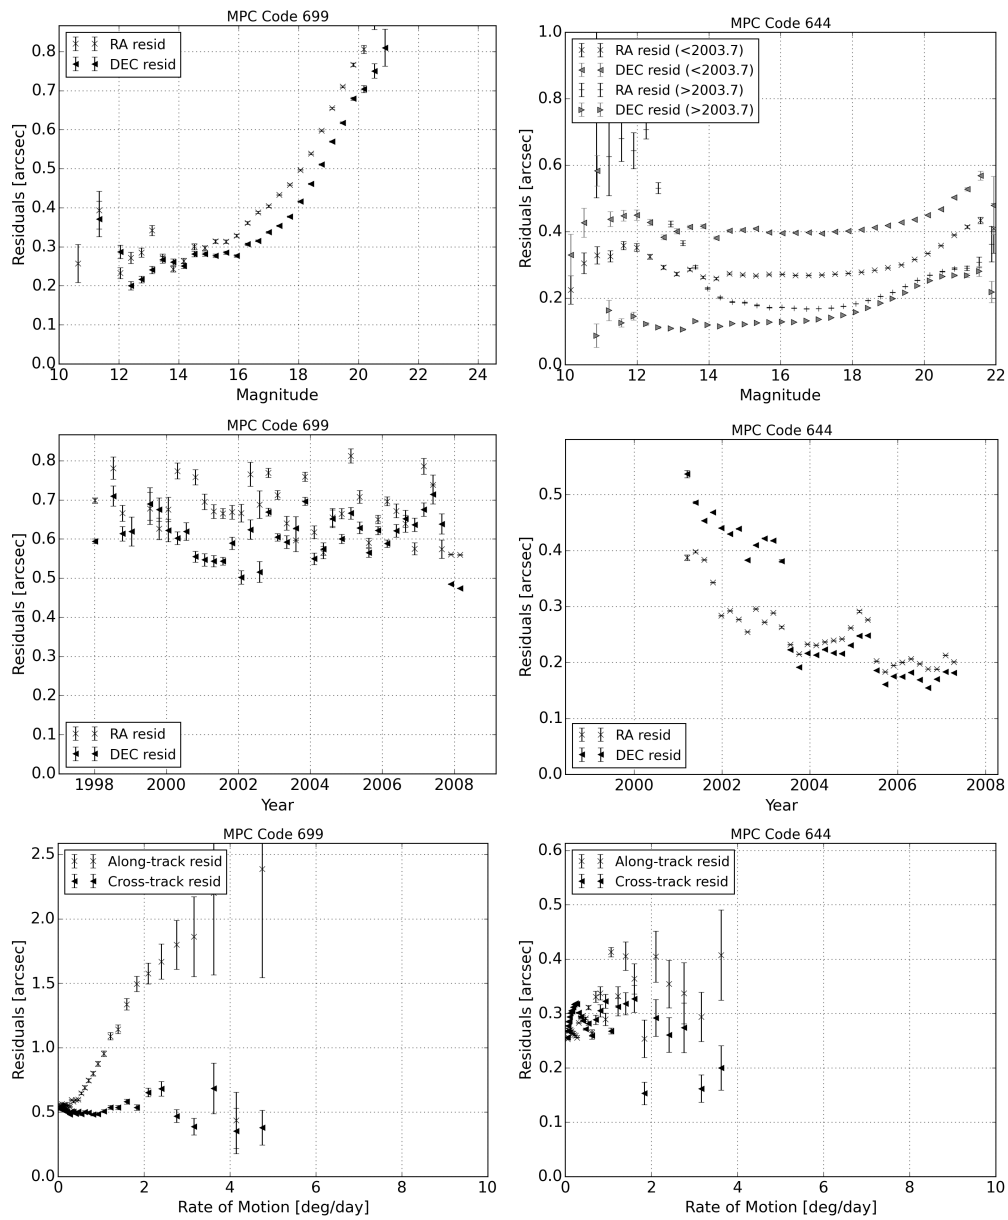 MPC Code 699
0.8
0.7
0.6
0.5
0.4
0.3
0.2
0.1
0.0
Residuals [arcsec]
RA resid
DEC resid
10 12 14 16 18 20 22 24
Magnitude
MPC Code 644
1.0
0.8
0.6
0.4
0.2
0.0
Residuals [arcsec]
RA resid (<2003.7)
DEC resid (<2003.7)
RA resid (>2003.7)
DEC resid (>2003.7)
10 12 14 16 18 20 22
Magnitude
MPC Code 699
0.8
0.7
0.6
0.5
0.4
0.3
0.2
0.1
0.0
Residuals [arcsec]
RA resid
DEC resid
1998 2000 2002 2004 2006 2008
Year
MPC Code 644
0.5
0.4
0.3
0.2
0.1
0.0
Residuals [arcsec]
RA resid
DEC resid
2000 2002 2004 2006 2008
Year
MPC Code 699
2.5
2.0
1.5
1.0
0.5
0.0
Residuals [arcsec]
Along-track resid
Cross-track resid
0 2 4 6 8 10
Rate of Motion [deg/day]
MPC Code 644
0.6
0.5
0.4
0.3
0.2
0.1
0.0
Residuals [arcsec]
Along-track resid
Cross-track resid
0 2 4 6 8 10
Rate of Motion [deg/day]